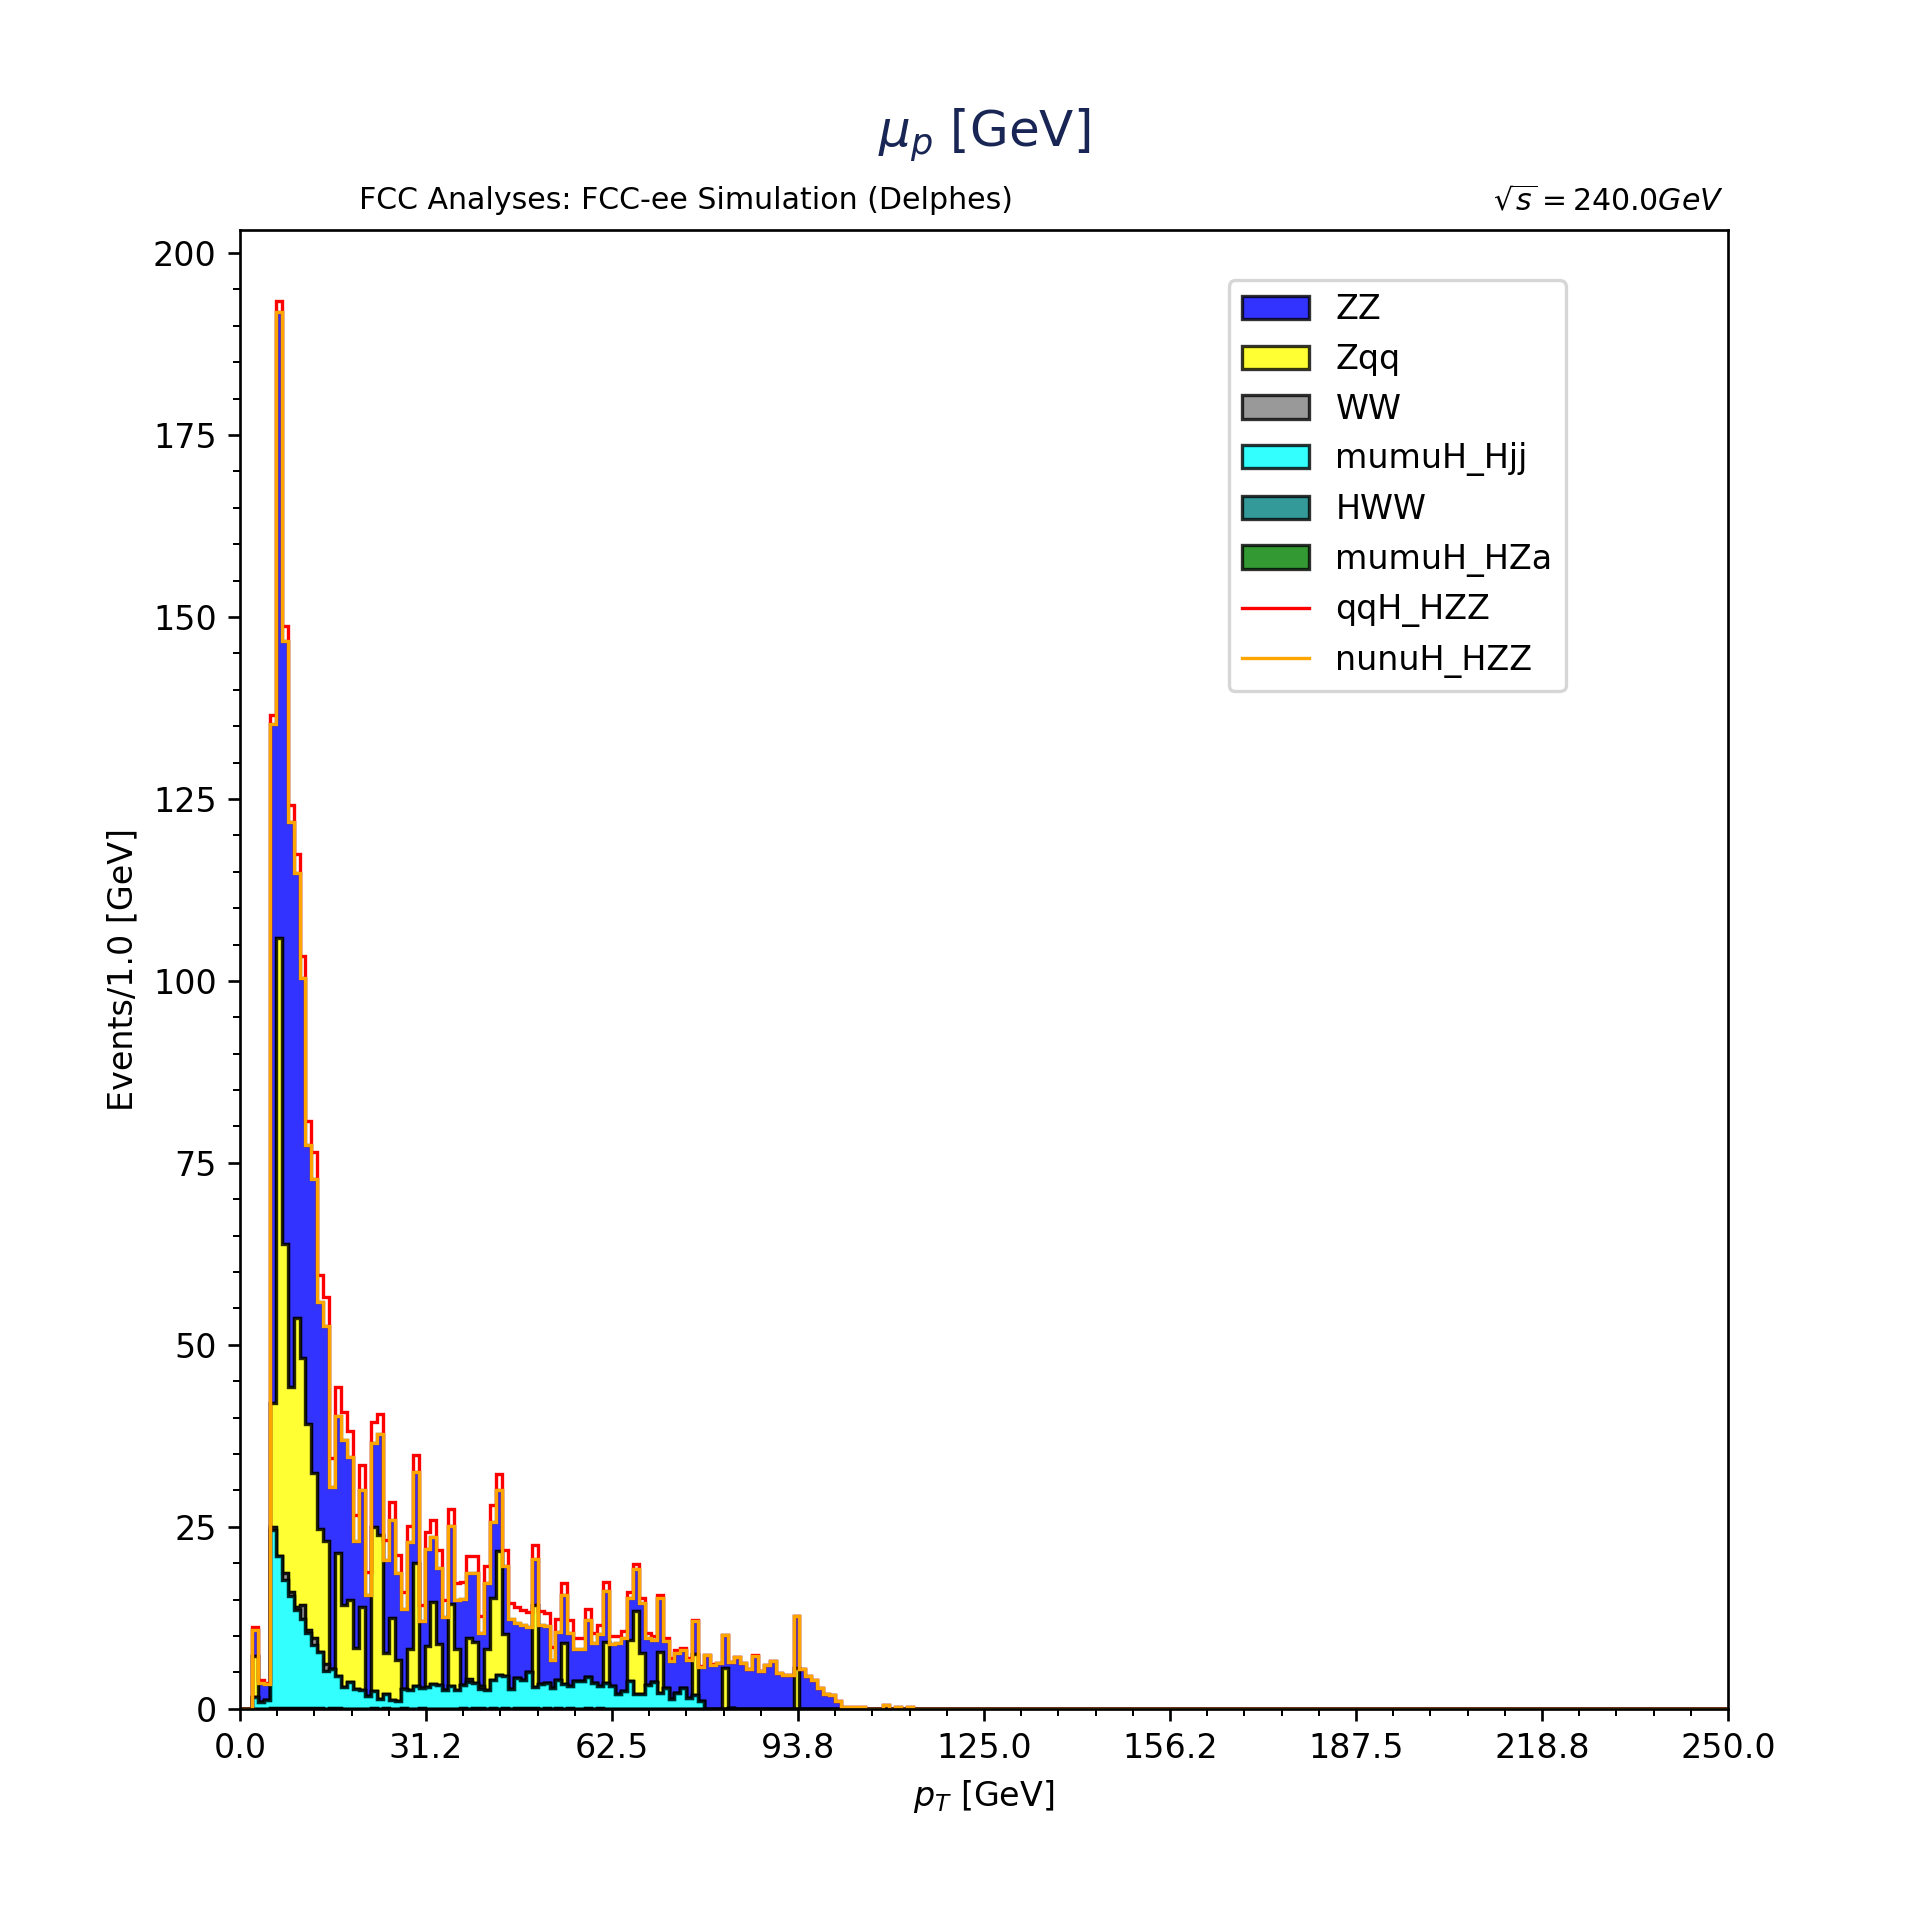 μp [GeV]
FCC Analyses: FCC-ee Simulation (Delphes)
√s = 240.0GeV
200
175
150
125
100
75
50
25
0
Events/1.0 [GeV]
ZZ
Zqq
WW
mumuH_Hjj
HWW
mumuH_HZa
qqH_HZZ
nunuH_HZZ
0.0 31.2 62.5 93.8 125.0 156.2 187.5 218.8 250.0
pT [GeV]